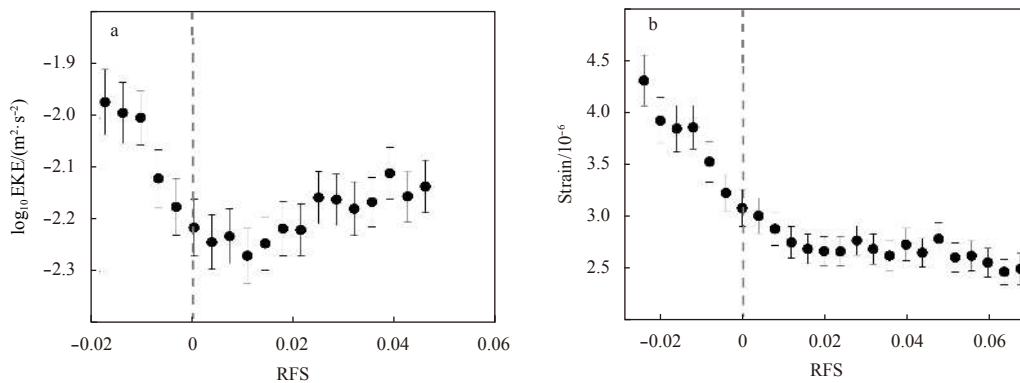 a
−1.9
−2.0
−2.1
−2.2
−2.3
log₁₀ EKE/(m²·s⁻²)
−0.02 0 0.02 0.04 0.06
RFS
b
4.5
4.0
3.5
3.0
2.5
Strain/10⁻⁶
−0.02 0 0.02 0.04 0.06
RFS